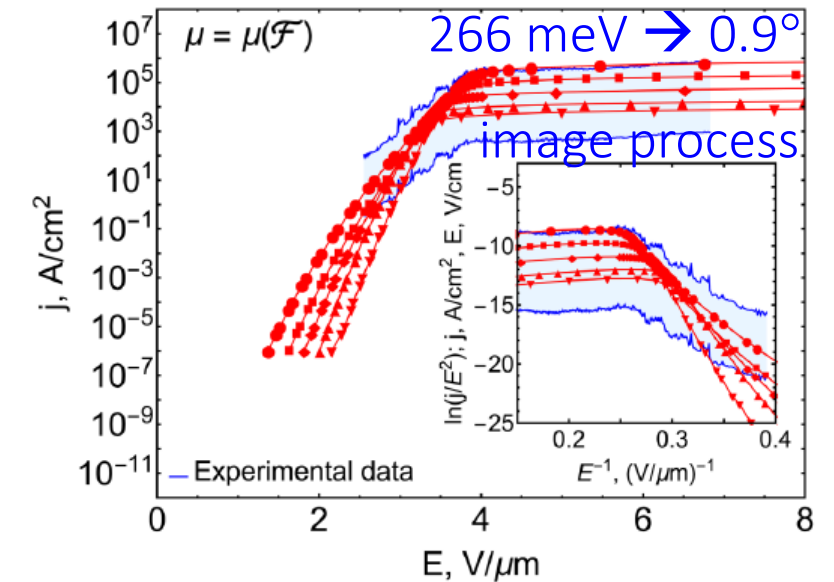 μ = μ(ℱ)
266 meV → 0.9°
image process
10⁷
10⁵
10³
10¹
10⁻¹
10⁻³
10⁻⁵
10⁻⁷
10⁻⁹
10⁻¹¹
j, A/cm²
Experimental data
0
2
4
6
8
E, V/μm
−5
−10
−15
−20
−25
ln(j/E²); j, A/cm², E, V/cm
0.2
0.3
0.4
E⁻¹, (V/μm)⁻¹